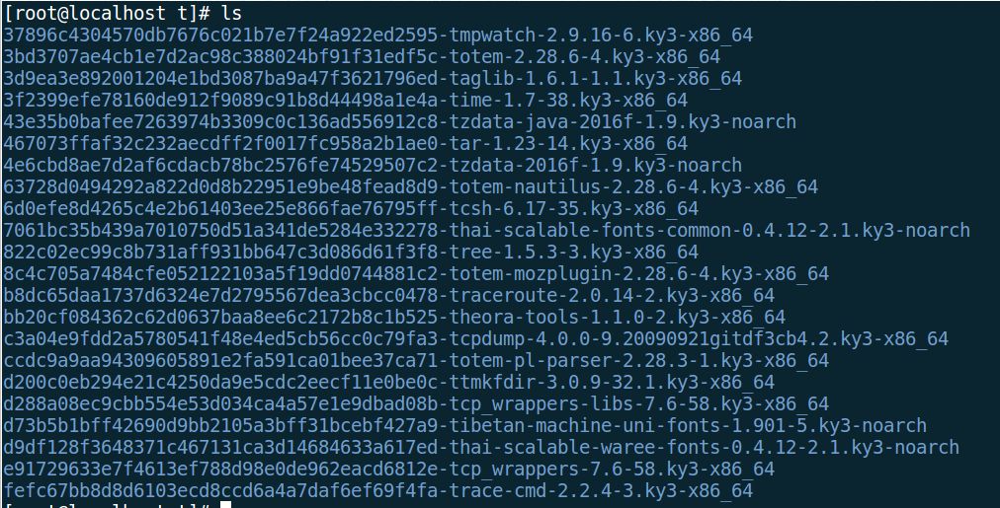 [root@localhost t]# ls
37896c4304570db7676c021b7e7f24a922ed2595-tmpwatch-2.9.16-6.ky3-x86_64
3bd3707ae4cb1e7d2ac98c388024bf91f31edf5c-totem-2.28.6-4.ky3-x86_64
3d9ea3e892001204e1bd3087ba9a47f3621796ed-taglib-1.6.1-1.1.ky3-x86_64
3f2399efe78160de912f9089c91b8d44498a1e4a-time-1.7-38.ky3-x86_64
43e35b0bafee7263974b3309c0c136ad556912c8-tzdata-java-2016f-1.9.ky3-noarch
467073ffaf32c232aecdff2f0017fc958a2b1ae0-tar-1.23-14.ky3-x86_64
4e6cbd8ae7d2af6cdacb78bc2576fe74529507c2-tzdata-2016f-1.9.ky3-noarch
63728d0494292a822d0d8b22951e9be48fead8d9-totem-nautilus-2.28.6-4.ky3-x86_64
6d0efe8d4265c4e2b61403ee25e866fae76795ff-tcsh-6.17-35.ky3-x86_64
7061bc35b439a7010750d51a341de5284e332278-thai-scalable-fonts-common-0.4.12-2.1.ky3-noarch
822c02ec99c8b731aff931bb647c3d086d61f3f8-tree-1.5.3-3.ky3-x86_64
8c4c705a7484cfe052122103a5f19dd0744881c2-totem-mozplugin-2.28.6-4.ky3-x86_64
b8dc65daa1737d6324e7d2795567dea3cbcc0478-traceroute-2.0.14-2.ky3-x86_64
bb20cf084362c62d0637baa8ee6c2172b8c1b525-theora-tools-1.1.0-2.ky3-x86_64
c3a04e9fdd2a5780541f48e4ed5cb56cc0c79fa3-tcpdump-4.0.0-9.20090921gitdf3cb4.2.ky3-x86_64
ccdc9a9aa94309605891e2fa591ca01bee37ca71-totem-pl-parser-2.28.3-1.ky3-x86_64
d200c0eb294e21c4250da9e5cdc2eecf11e0be0c-ttmkfdir-3.0.9-32.1.ky3-x86_64
d288a08ec9cbb554e53d034ca4a57e1e9dbad08b-tcp_wrappers-libs-7.6-58.ky3-x86_64
d73b5b1bff42690d9bb2105a3bff31bcebf427a9-tibetan-machine-uni-fonts-1.901-5.ky3-noarch
d9df128f3648371c467131ca3d14684633a617ed-thai-scalable-waree-fonts-0.4.12-2.1.ky3-noarch
e91729633e7f4613ef788d98e0de962eacd6812e-tcp_wrappers-7.6-58.ky3-x86_64
fefc67bb8d8d6103ecd8ccd6a4a7daf6ef69f4fa-trace-cmd-2.2.4-3.ky3-x86_64
[root@localhost t]#